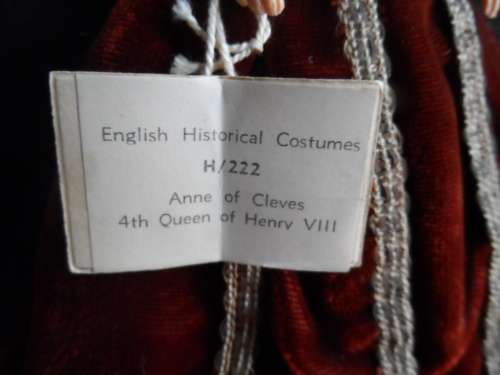 English Historical Costumes
H/222
Anne of Cleves
4th Queen of Henry VIII